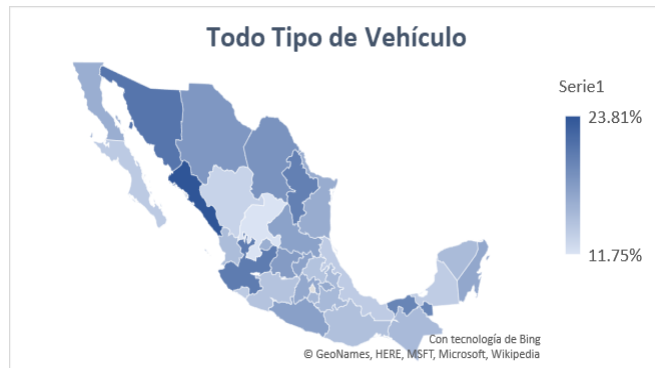 Todo Tipo de Vehículo
Serie1
23.81%
11.75%
Con tecnología de Bing
© GeoNames, HERE, MSFT, Microsoft, Wikipedia